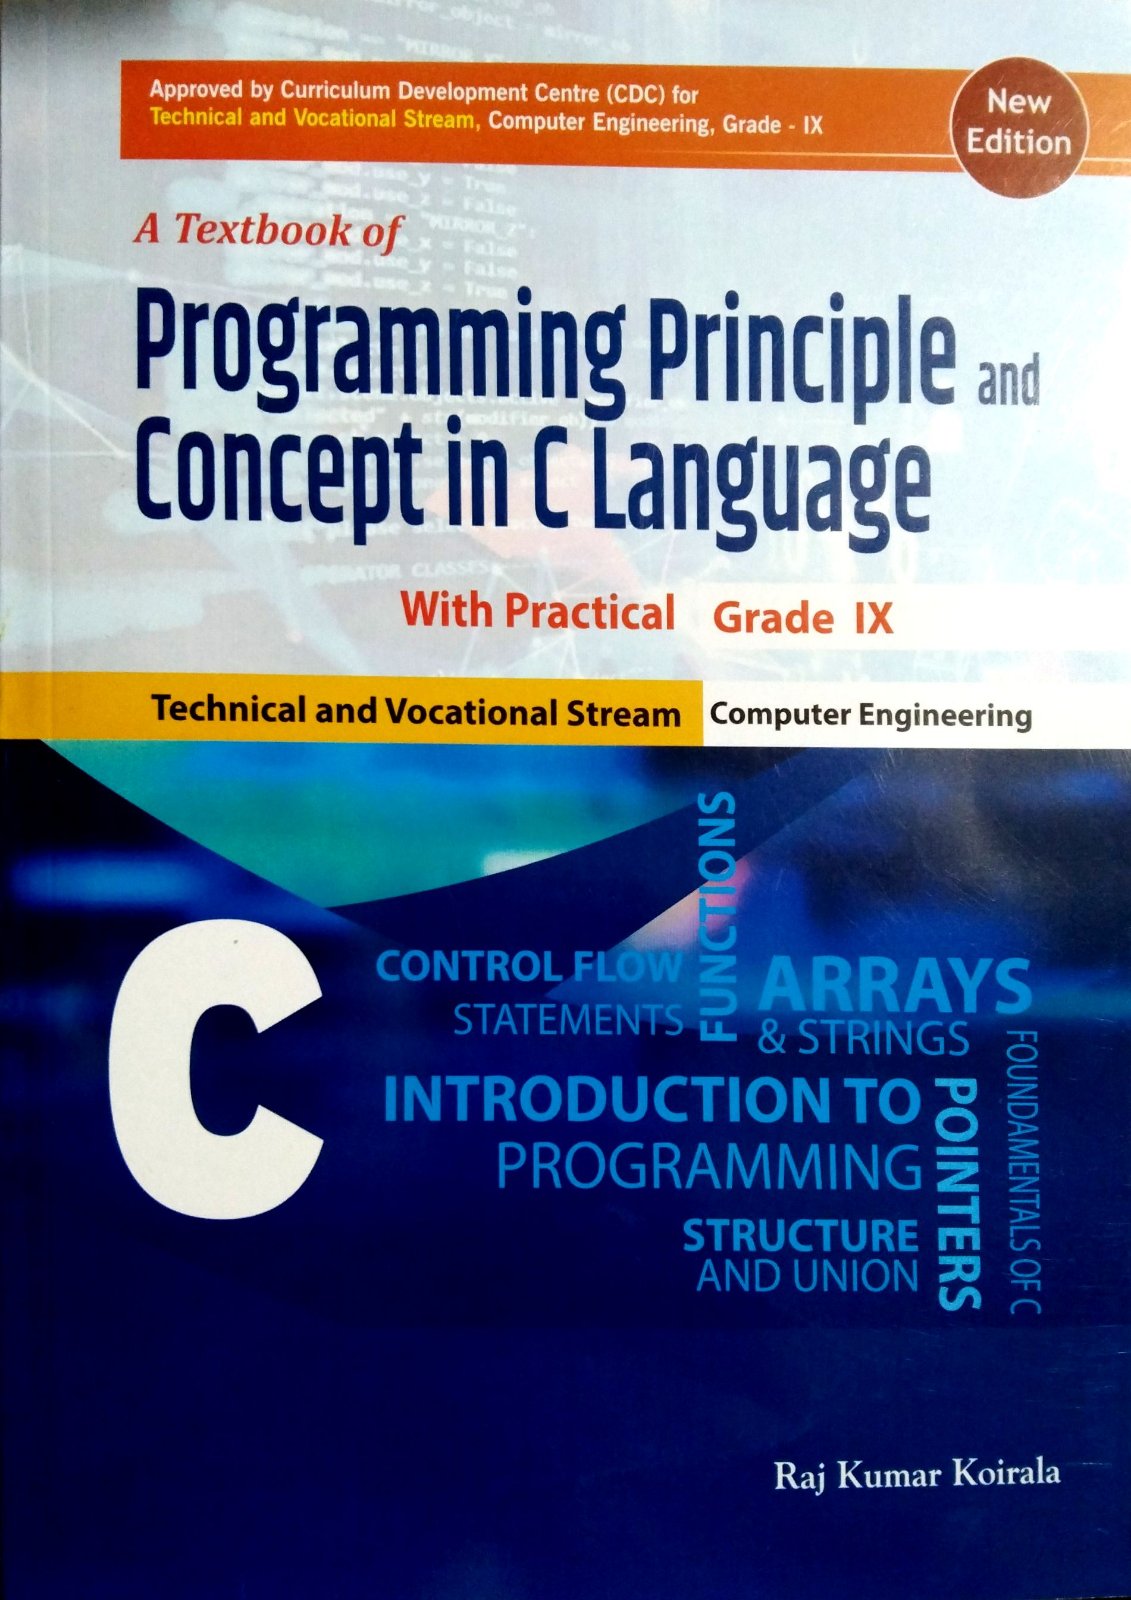 Approved by Curriculum Development Centre (CDC) for
Technical and Vocational Stream, Computer Engineering, Grade - IX
New
Edition
A Textbook of
Programming Principle and
Concept in C Language
With Practical Grade IX
Technical and Vocational Stream Computer Engineering
C
CONTROL FLOW
STATEMENTS
FUNCTIONS
ARRAYS
& STRINGS
INTRODUCTION TO
PROGRAMMING
POINTERS
FOUNDAMENTALS OF C
STRUCTURE
AND UNION
Raj Kumar Koirala